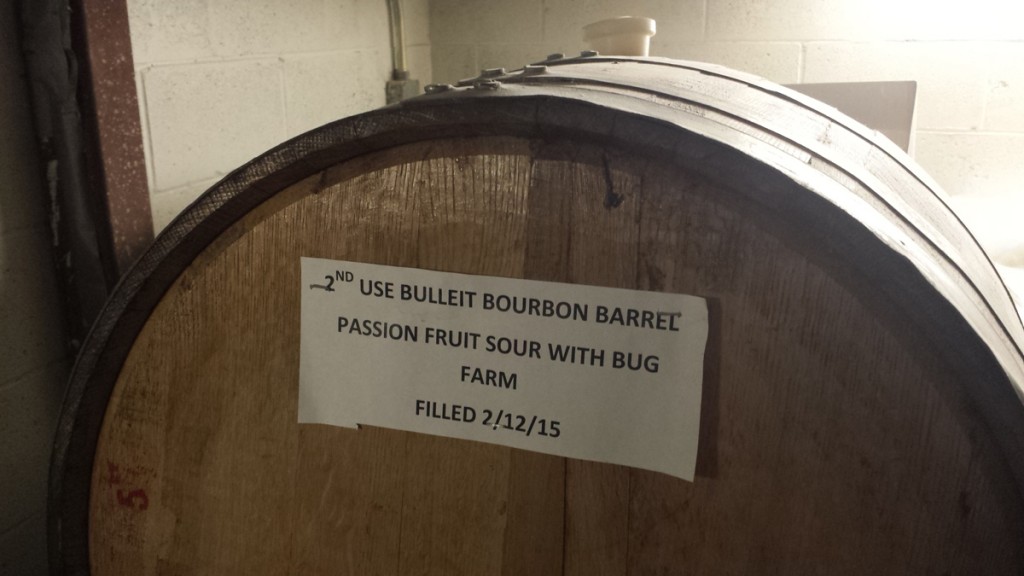 2ND USE BULLEIT BOURBON BARREL
PASSION FRUIT SOUR WITH BUG
FARM
FILLED 2/12/15